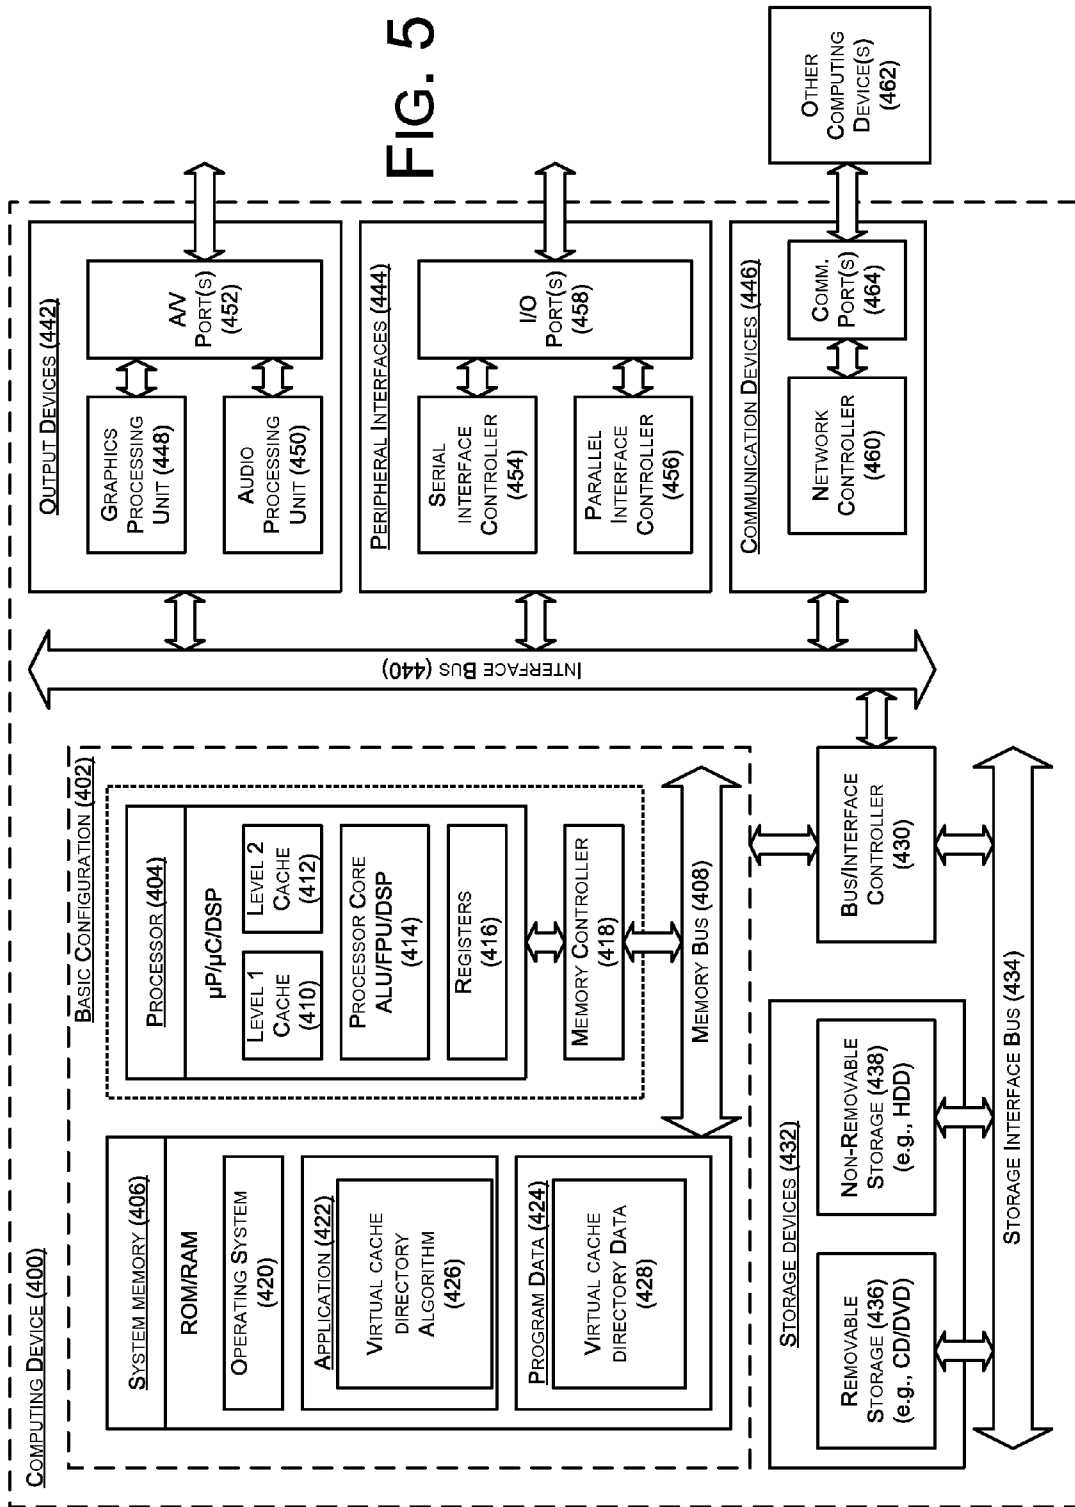 COMPUTING DEVICE (400)
BASIC CONFIGURATION (402)
SYSTEM MEMORY (406)
ROM/RAM
OPERATING SYSTEM
(420)
APPLICATION (422)
VIRTUAL CACHE
DIRECTORY
ALGORITHM
(426)
PROGRAM DATA (424)
VIRTUAL CACHE
DIRECTORY DATA
(428)
PROCESSOR (404)
µP/µC/DSP
LEVEL 1
CACHE
(410)
LEVEL 2
CACHE
(412)
PROCESSOR CORE
ALU/FPU/DSP
(414)
REGISTERS
(416)
MEMORY CONTROLLER
(418)
MEMORY BUS (408)
BUS/INTERFACE
CONTROLLER
(430)
STORAGE DEVICES (432)
REMOVABLE
STORAGE (436)
(e.g., CD/DVD)
NON-REMOVABLE
STORAGE (438)
(e.g., HDD)
STORAGE INTERFACE BUS (434)
INTERFACE BUS (440)
OUTPUT DEVICES (442)
GRAPHICS
PROCESSING
UNIT (448)
AUDIO
PROCESSING
UNIT (450)
A/V
PORT(S)
(452)
PERIPHERAL INTERFACES (444)
SERIAL
INTERFACE
CONTROLLER
(454)
PARALLEL
INTERFACE
CONTROLLER
(456)
I/O
PORT(S)
(458)
COMMUNICATION DEVICES (446)
NETWORK
CONTROLLER
(460)
COMM.
PORT(S)
(464)
OTHER
COMPUTING
DEVICE(S)
(462)
FIG. 5